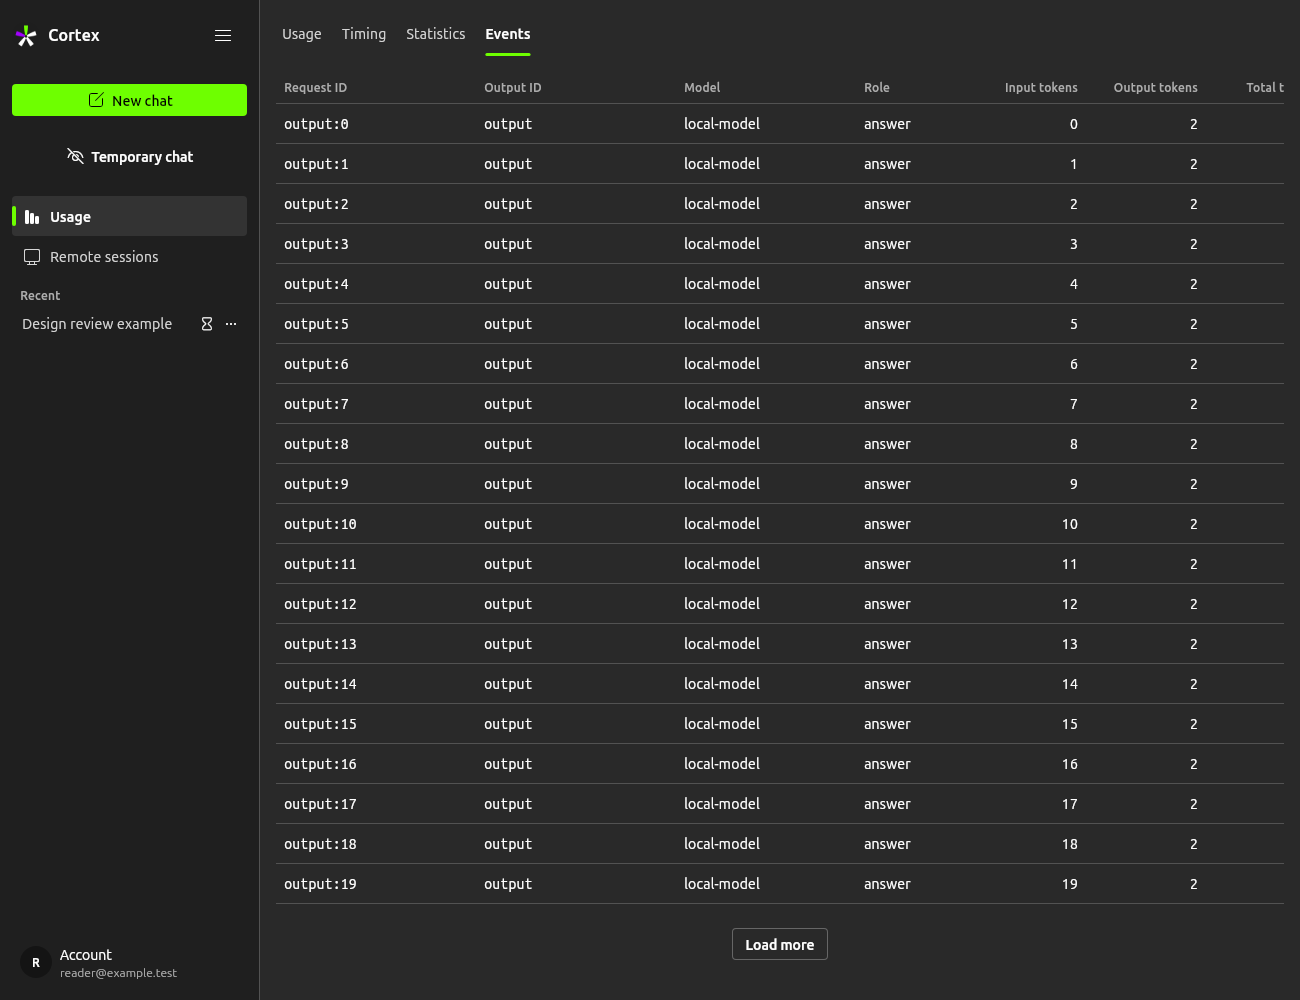 Cortex
New chat
Temporary chat
Usage
Remote sessions
Recent
Design review example
Account
R
reader@example.test
Usage Timing Statistics Events
Request ID Output ID Model Role Input tokens Output tokens Total t
output:0 output local-model answer 0 2
output:1 output local-model answer 1 2
output:2 output local-model answer 2 2
output:3 output local-model answer 3 2
output:4 output local-model answer 4 2
output:5 output local-model answer 5 2
output:6 output local-model answer 6 2
output:7 output local-model answer 7 2
output:8 output local-model answer 8 2
output:9 output local-model answer 9 2
output:10 output local-model answer 10 2
output:11 output local-model answer 11 2
output:12 output local-model answer 12 2
output:13 output local-model answer 13 2
output:14 output local-model answer 14 2
output:15 output local-model answer 15 2
output:16 output local-model answer 16 2
output:17 output local-model answer 17 2
output:18 output local-model answer 18 2
output:19 output local-model answer 19 2
Load more